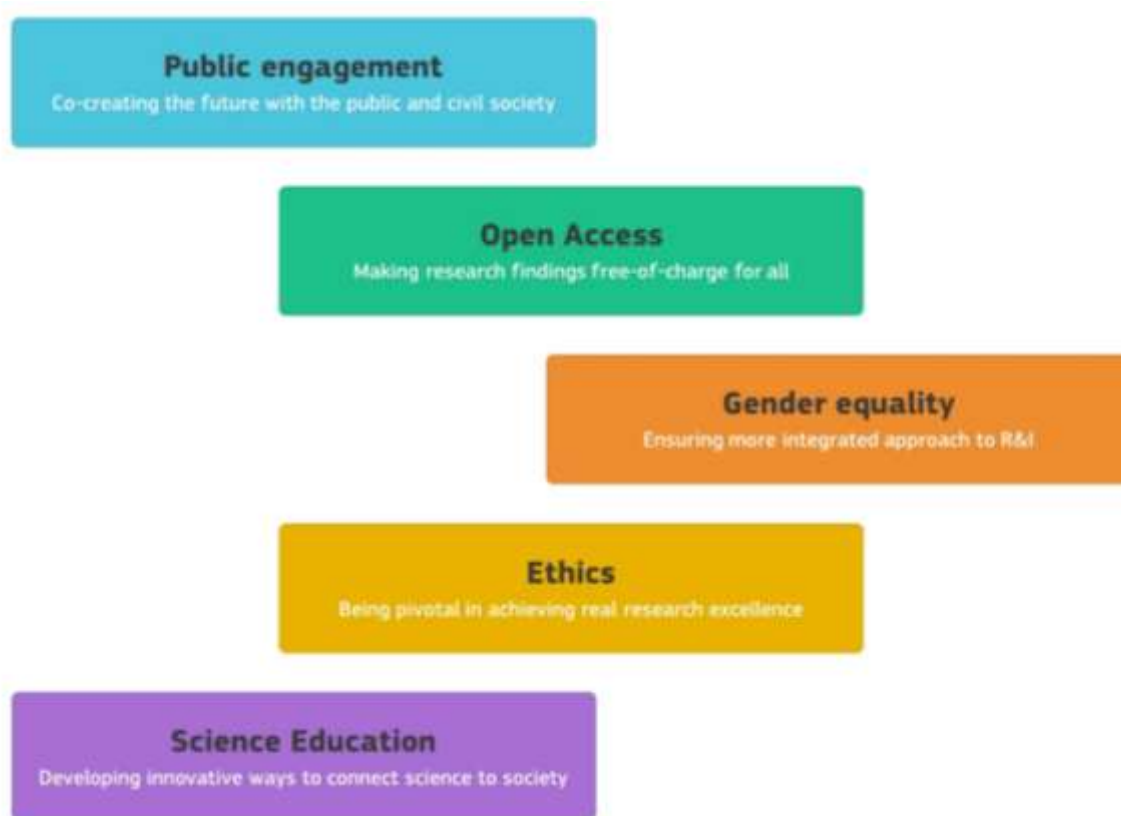 Public engagement
Co-creating the future with the public and civil society
Open Access
Making research findings free-of-charge for all
Gender equality
Ensuring more integrated approach to R&I
Ethics
Being pivotal in achieving real research excellence
Science Education
Developing innovative ways to connect science to society